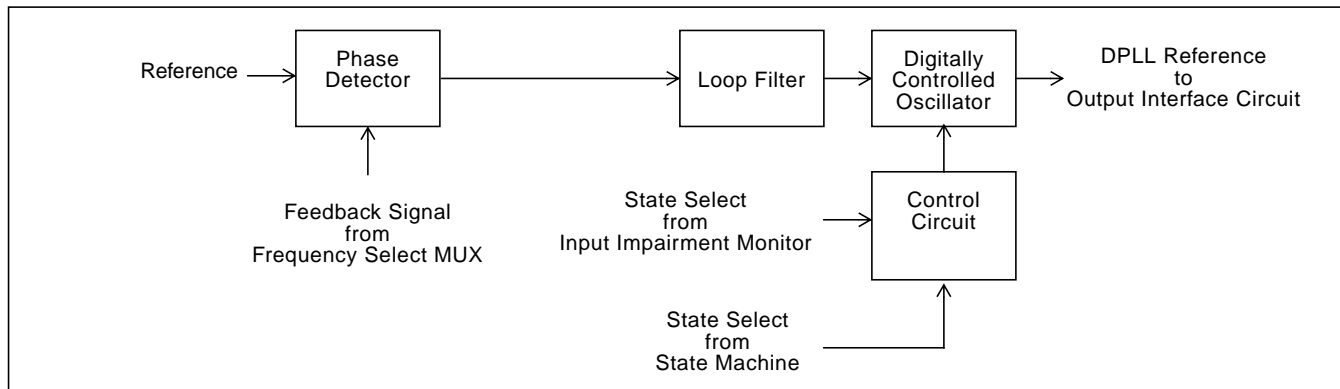 Reference
Phase
Detector
Loop Filter
Digitally
Controlled
Oscillator
DPLL Reference
to
Output Interface Circuit
Feedback Signal
from
Frequency Select MUX
State Select
from
Input Impairment Monitor
Control
Circuit
State Select
from
State Machine